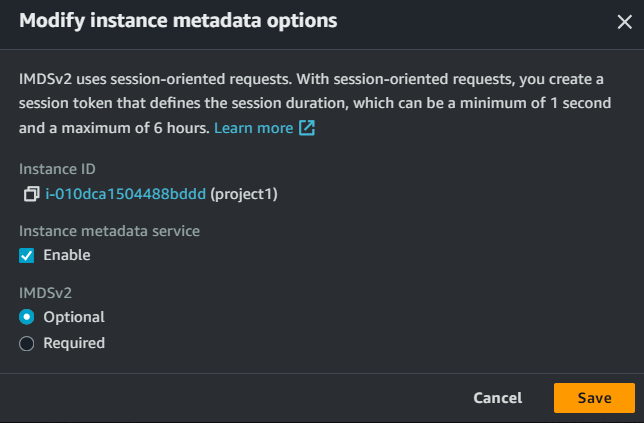 Modify instance metadata options
IMDSv2 uses session-oriented requests. With session-oriented requests, you create a
session token that defines the session duration, which can be a minimum of 1 second
and a maximum of 6 hours. Learn more
Instance ID
i-010dca1504488bddd (project1)
Instance metadata service
Enable
IMDSv2
Optional
Required
Cancel
Save